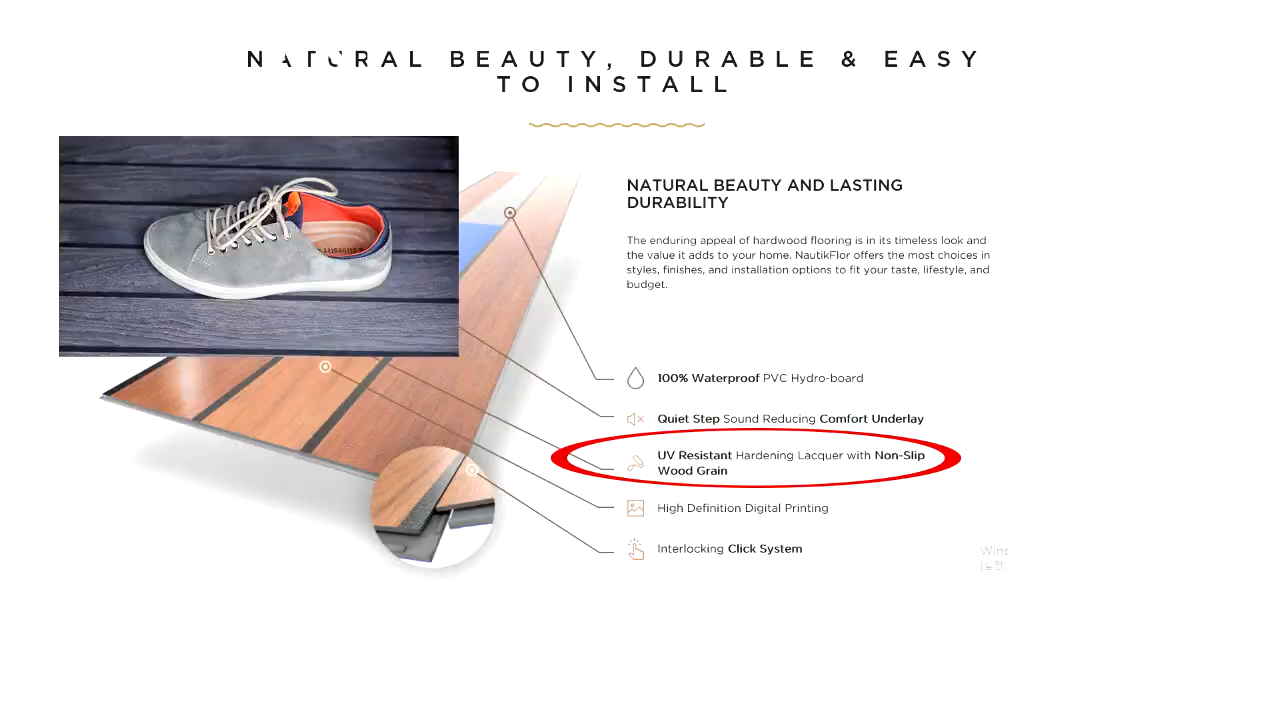 NATURAL BEAUTY, DURABLE & EASY
TO INSTALL
NATURAL BEAUTY AND LASTING
DURABILITY
The enduring appeal of hardwood flooring is in its timeless look and
the value it adds to your home. NautikFlor offers the most choices in
styles, finishes, and installation options to fit your taste, lifestyle, and
budget.
100% Waterproof PVC Hydro-board
Quiet Step Sound Reducing Comfort Underlay
UV Resistant Hardening Lacquer with Non-Slip
Wood Grain
High Definition Digital Printing
Interlocking Click System